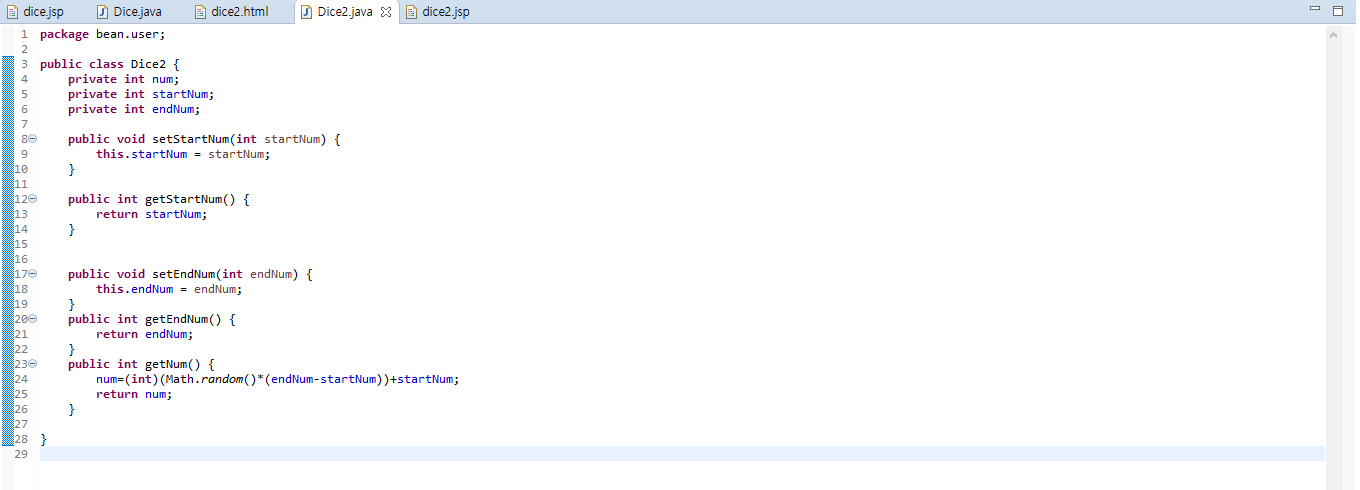 dice.jsp Dice.java dice2.html Dice2.java dice2.jsp
1 package bean.user;
2
3 public class Dice2 {
4 private int num;
5 private int startNum;
6 private int endNum;
7
8 public void setStartNum(int startNum) {
9 this.startNum = startNum;
10 }
11
12 public int getStartNum() {
13 return startNum;
14 }
15
16
17 public void setEndNum(int endNum) {
18 this.endNum = endNum;
19 }
20 public int getEndNum() {
21 return endNum;
22 }
23 public int getNum() {
24 num=(int)(Math.random()*(endNum-startNum))+startNum;
25 return num;
26 }
27
28 }
29